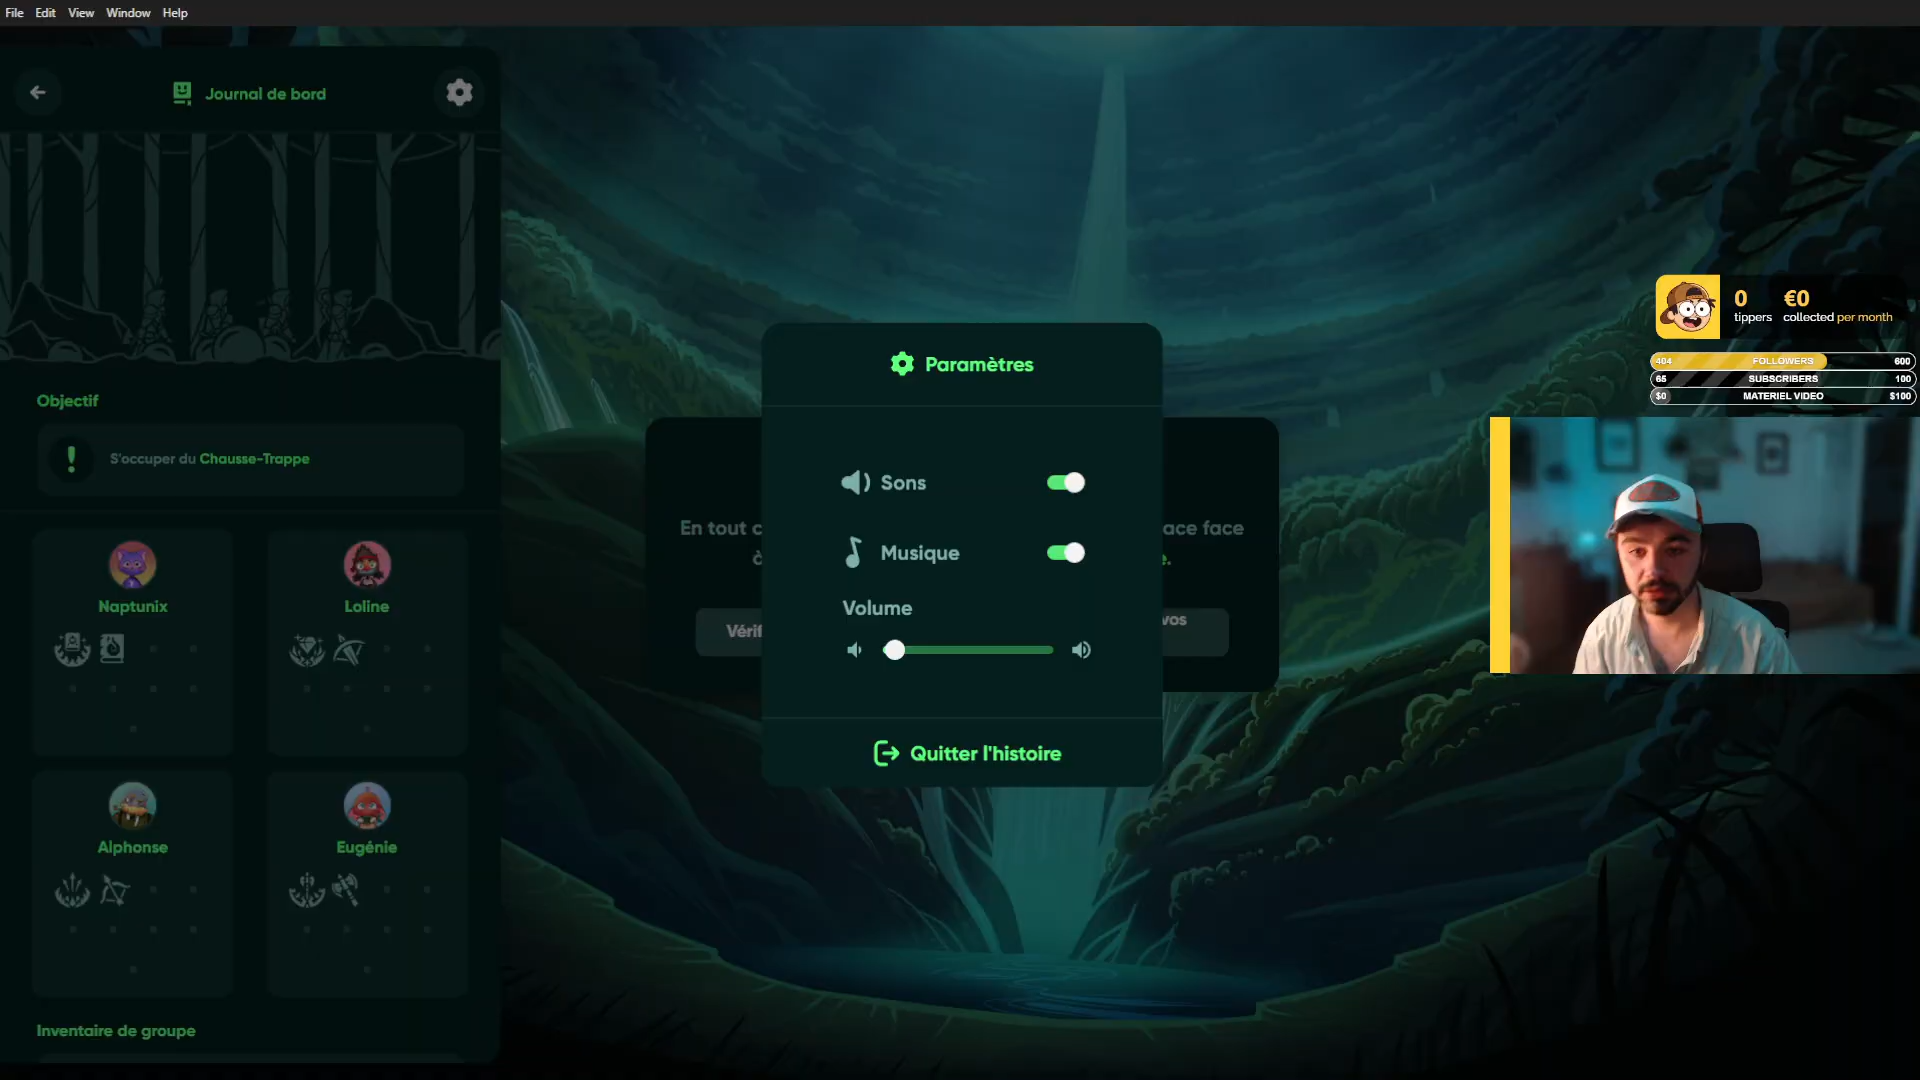 File Edit View Window Help
Journal de bord
Objectif
S'occuper du Chausse-Trappe
Naptunix
Loline
Alphonse
Eugénie
Inventaire de groupe
En tout c
ace face
à
e.
Vérif
vos
Paramètres
Sons
Musique
Volume
Quitter l'histoire
0 €0
tippers collected per month
404 FOLLOWERS 600
65 SUBSCRIBERS 100
$0 MATERIEL VIDEO $100